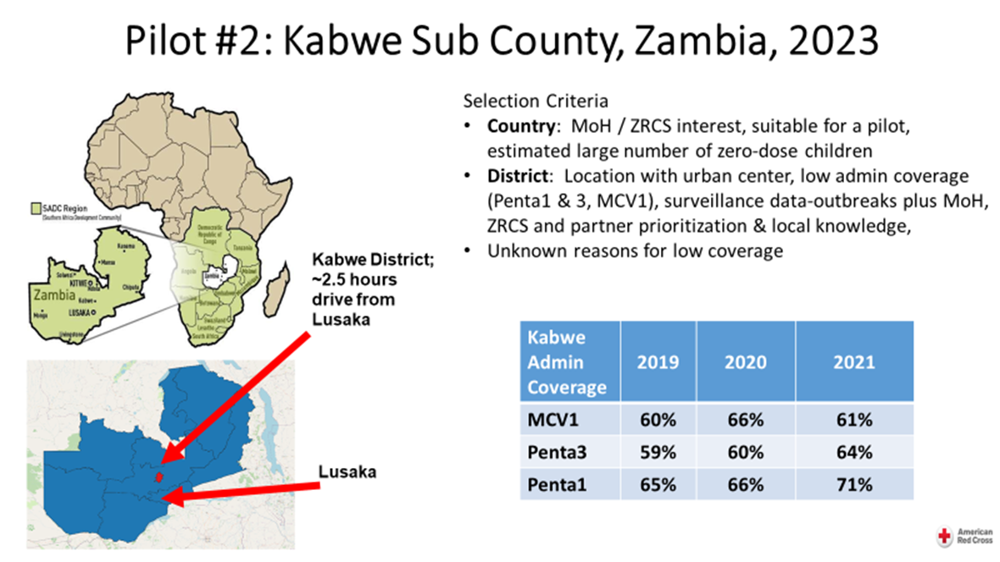 Pilot #2: Kabwe Sub County, Zambia, 2023
Selection Criteria
• Country: MoH / ZRCS interest, suitable for a pilot,
estimated large number of zero-dose children
• District: Location with urban center, low admin coverage
(Penta1 & 3, MCV1), surveillance data-outbreaks plus MoH,
ZRCS and partner prioritization & local knowledge,
• Unknown reasons for low coverage
SADC Region
(Southern Africa Development Community)
Democratic
Republic of
Congo
Tanzania
Angola
Zambia
Malawi
Botswana
Swaziland
Lesotho
South Africa
Kasama
Mansa
Solwezi
KITWE
Ndola
Chipata
Zambia
Kabwe
Mongu
LUSAKA
Livingstone
Kabwe District;
~2.5 hours
drive from
Lusaka
Lusaka
Kabwe
Admin
Coverage 2019 2020 2021
MCV1 60% 66% 61%
Penta3 59% 60% 64%
Penta1 65% 66% 71%
American
Red Cross